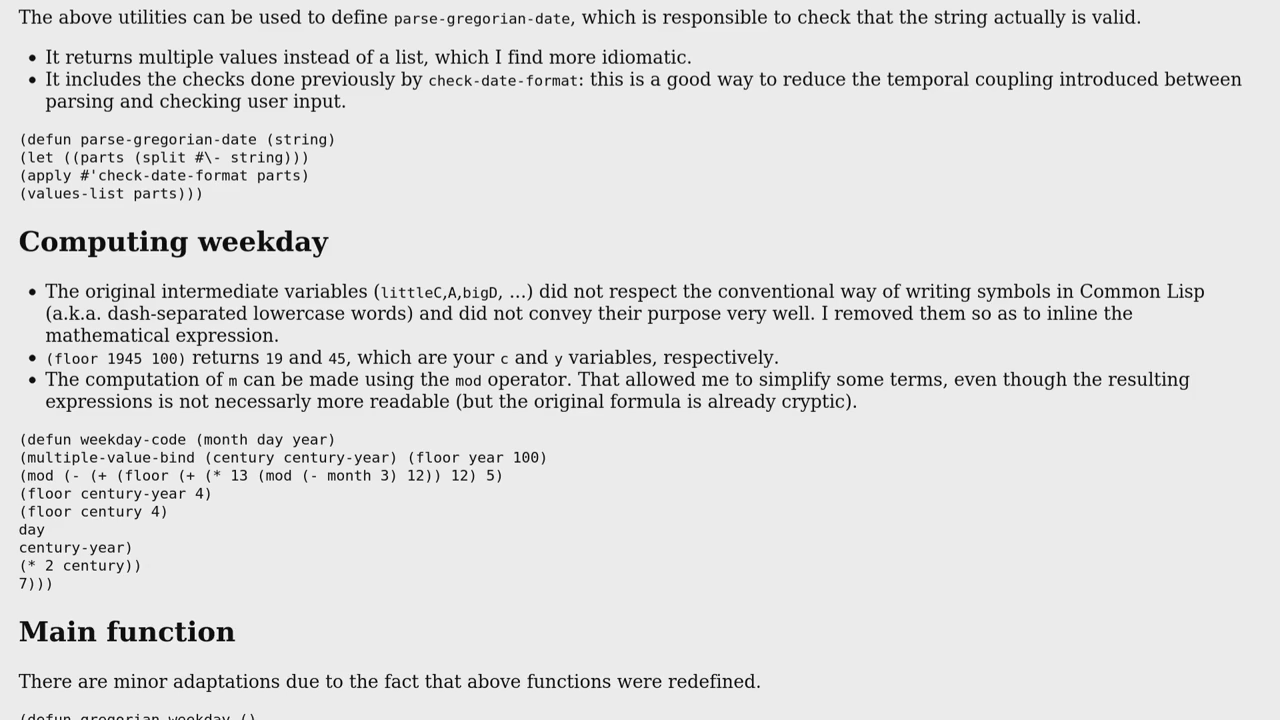 The above utilities can be used to define parse-gregorian-date, which is responsible to check that the string actually is valid.
• It returns multiple values instead of a list, which I find more idiomatic.
• It includes the checks done previously by check-date-format: this is a good way to reduce the temporal coupling introduced between
parsing and checking user input.
(defun parse-gregorian-date (string)
(let ((parts (split #\- string)))
(apply #'check-date-format parts)
(values-list parts)))
Computing weekday
• The original intermediate variables (littleC,A,bigD, ...) did not respect the conventional way of writing symbols in Common Lisp
(a.k.a. dash-separated lowercase words) and did not convey their purpose very well. I removed them so as to inline the
mathematical expression.
• (floor 1945 100) returns 19 and 45, which are your c and y variables, respectively.
• The computation of m can be made using the mod operator. That allowed me to simplify some terms, even though the resulting
expressions is not necessarly more readable (but the original formula is already cryptic).
(defun weekday-code (month day year)
(multiple-value-bind (century century-year) (floor year 100)
(mod (- (+ (floor (+ (* 13 (mod (- month 3) 12)) 12) 5)
(floor century-year 4)
(floor century 4)
day
century-year)
(* 2 century))
7)))
Main function
There are minor adaptations due to the fact that above functions were redefined.
(defun gregorian-weekday ()